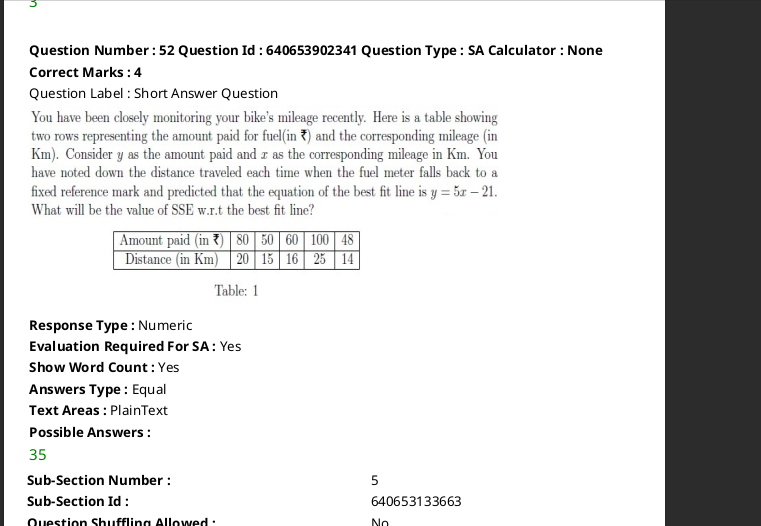 3
Question Number : 52 Question Id : 640653902341 Question Type : SA Calculator : None
Correct Marks : 4
Question Label : Short Answer Question
You have been closely monitoring your bike's mileage recently. Here is a table showing
two rows representing the amount paid for fuel(in ₹) and the corresponding mileage (in
Km). Consider y as the amount paid and x as the corresponding mileage in Km. You
have noted down the distance traveled each time when the fuel meter falls back to a
fixed reference mark and predicted that the equation of the best fit line is y = 5x − 21.
What will be the value of SSE w.r.t the best fit line?
Amount paid (in ₹) 80 50 60 100 48
Distance (in Km) 20 15 16 25 14
Table: 1
Response Type : Numeric
Evaluation Required For SA : Yes
Show Word Count : Yes
Answers Type : Equal
Text Areas : PlainText
Possible Answers :
35
Sub-Section Number : 5
Sub-Section Id : 640653133663
Question Shuffling Allowed : No